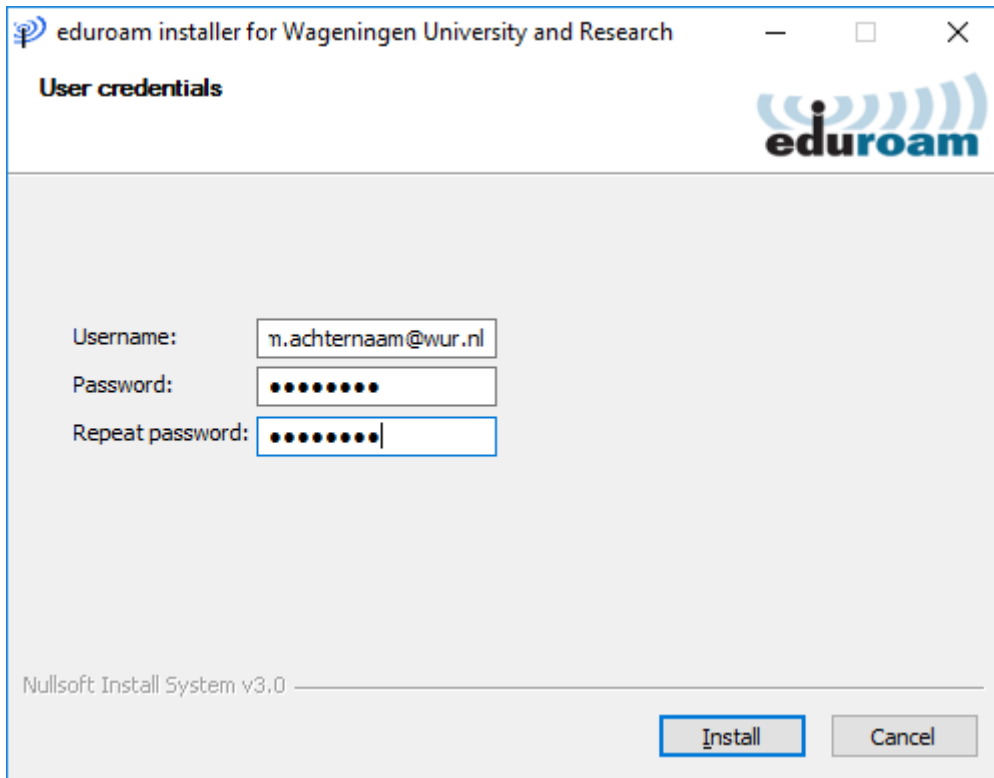 eduroam installer for Wageningen University and Research
User credentials
eduroam
Username: m.achternaam@wur.nl
Password: ●●●●●●●●
Repeat password: ●●●●●●●●
Nullsoft Install System v3.0
Install Cancel